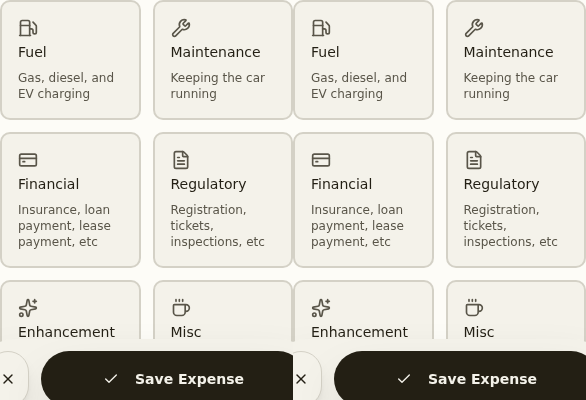 Fuel Maintenance Fuel Maintenance
Gas, diesel, and Keeping the car Gas, diesel, and Keeping the car
EV charging running EV charging running
Financial Regulatory Financial Regulatory
Insurance, loan Registration, Insurance, loan Registration,
payment, lease tickets, payment, lease tickets,
payment, etc inspections, etc payment, etc inspections, etc
Enhancement Misc Enhancement Misc
Save Expense Save Expense